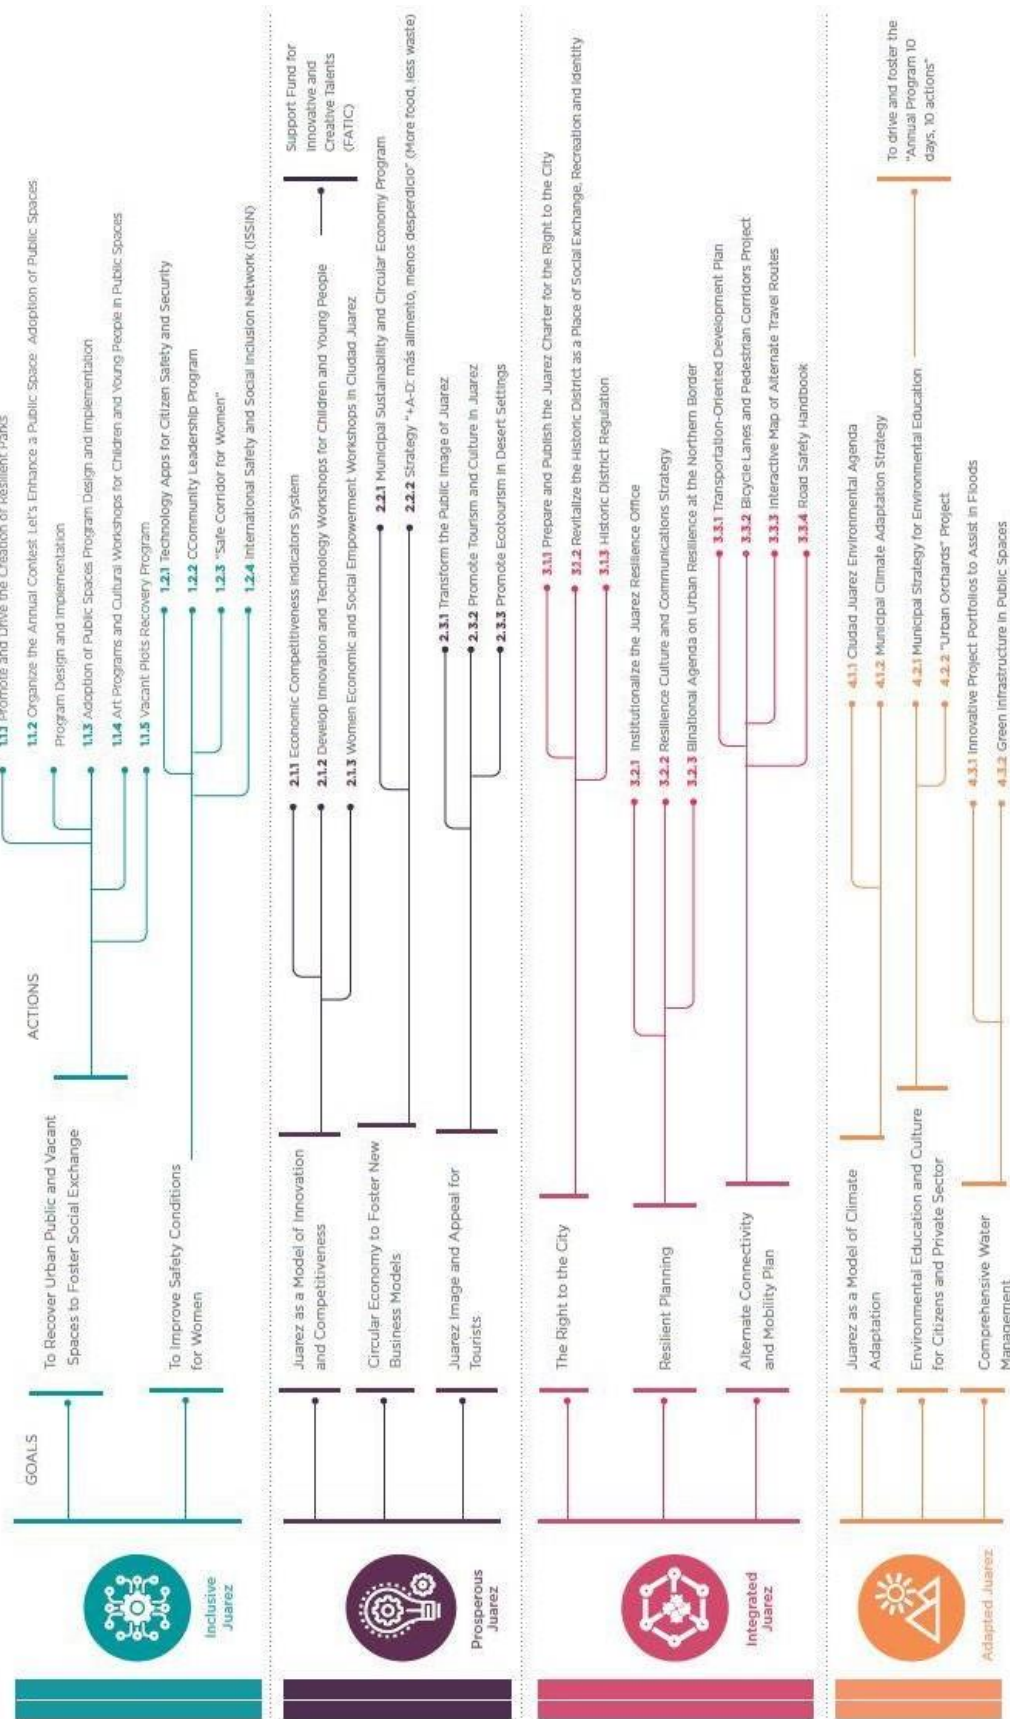 GOALS
ACTIONS
Inclusive
Juarez
To Recover Urban Public and Vacant
Spaces to Foster Social Exchange
1.1.1 Promote and Drive the Creation of Resilient Parks
1.1.2 Organize the Annual Contest Let's Enhance a Public Space Adoption of Public Spaces
Program Design and Implementation
1.1.3 Adoption of Public Spaces Program Design and Implementation
1.1.4 Art Programs and Cultural Workshops for Children and Young People in Public Spaces
1.1.5 Vacant Plots Recovery Program
To Improve Safety Conditions
for Women
1.2.1 Technology Apps for Citizen Safety and Security
1.2.2 CCommunity Leadership Program
1.2.3 "Safe Corridor for Women"
1.2.4 International Safety and Social Inclusion Network (ISSIN)
Prosperous
Juarez
Juarez as a Model of Innovation
and Competitiveness
2.1.1 Economic Competitiveness Indicators System
2.1.2 Develop Innovation and Technology Workshops for Children and Young People
2.1.3 Women Economic and Social Empowerment Workshops in Ciudad Juarez
Support Fund for
Innovative and
Creative Talents
(FATIC)
Circular Economy to Foster New
Business Models
2.2.1 Municipal Sustainability and Circular Economy Program
2.2.2 Strategy "+A-D: más alimento, menos desperdicio" (More food, less waste)
Juarez Image and Appeal for
Tourists
2.3.1 Transform the Public Image of Juarez
2.3.2 Promote Tourism and Culture in Juarez
2.3.3 Promote Ecotourism in Desert Settings
Integrated
Juarez
The Right to the City
3.1.1 Prepare and Publish the Juarez Charter for the Right to the City
31.2 Revitalize the Historic District as a Place of Social Exchange, Recreation and Identity
3.1.3 Historic District Regulation
Resilient Planning
3.2.1 Institutionalize the Juarez Resilience Office
3.2.2 Resilience Culture and Communications Strategy
3.2.3 Binational Agenda on Urban Resilience at the Northern Border
Alternate Connectivity
and Mobility Plan
3.3.1 Transportation-Oriented Development Plan
3.3.2 Bicycle Lanes and Pedestrian Corridors Project
3.3.3 Interactive Map of Alternate Travel Routes
3.3.4 Road Safety Handbook
Adapted Juarez
Juarez as a Model of Climate
Adaptation
4.1.1 Ciudad Juarez Environmental Agenda
4.1.2 Municipal Climate Adaptation Strategy
Environmental Education and Culture
for Citizens and Private Sector
4.2.1 Municipal Strategy for Environmental Education
4.2.2 "Urban Orchards" Project
To drive and foster the
"Annual Program 10
days, 10 actions"
Comprehensive Water
Management
4.3.1 Innovative Project Portfolios to Assist in Floods
4.3.2 Green Infrastructure in Public Spaces